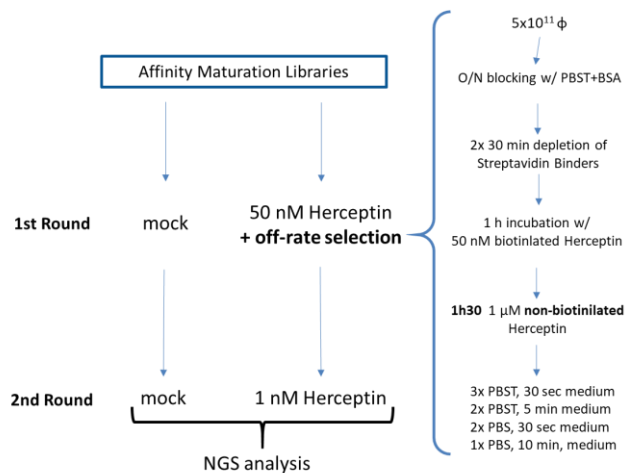 Affinity Maturation Libraries
1st Round
mock
50 nM Herceptin
+ off-rate selection
2nd Round
mock
1 nM Herceptin
NGS analysis
5x10¹¹ ϕ
O/N blocking w/ PBST+BSA
2x 30 min depletion of
Streptavidin Binders
1 h incubation w/
50 nM biotinlated Herceptin
1h30 1 µM non-biotinilated
Herceptin
3x PBST, 30 sec medium
2x PBST, 5 min medium
2x PBS, 30 sec medium
1x PBS, 10 min, medium